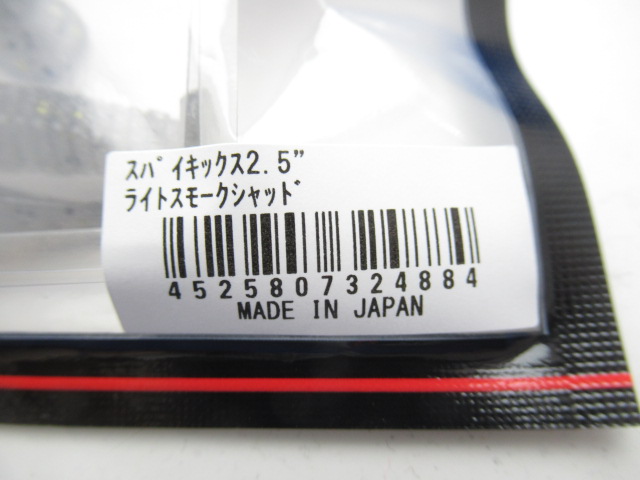 ｽﾊﾟｲｷｯｸｽ2.5"
ﾗｲﾄｽﾓｰｸｼｬｯﾄﾞ
4525807324884
MADE IN JAPAN